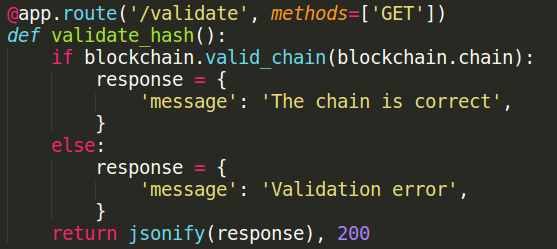 @app.route('/validate', methods=['GET'])
def validate_hash():
    if blockchain.valid_chain(blockchain.chain):
        response = {
            'message': 'The chain is correct',
        }
    else:
        response = {
            'message': 'Validation error',
        }
    return jsonify(response), 200